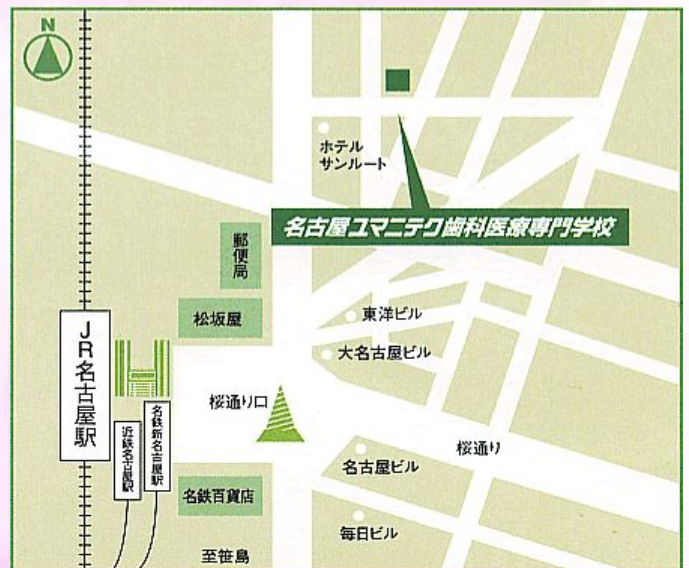 N
ホテル
サンルート
名古屋ユマニテク歯科医療専門学校
郵便局
松坂屋
東洋ビル
大名古屋ビル
JR名古屋駅
桜通り口
名鉄新名古屋駅
近鉄名古屋駅
桜通り
名古屋ビル
名鉄百貨店
毎日ビル
至笹島